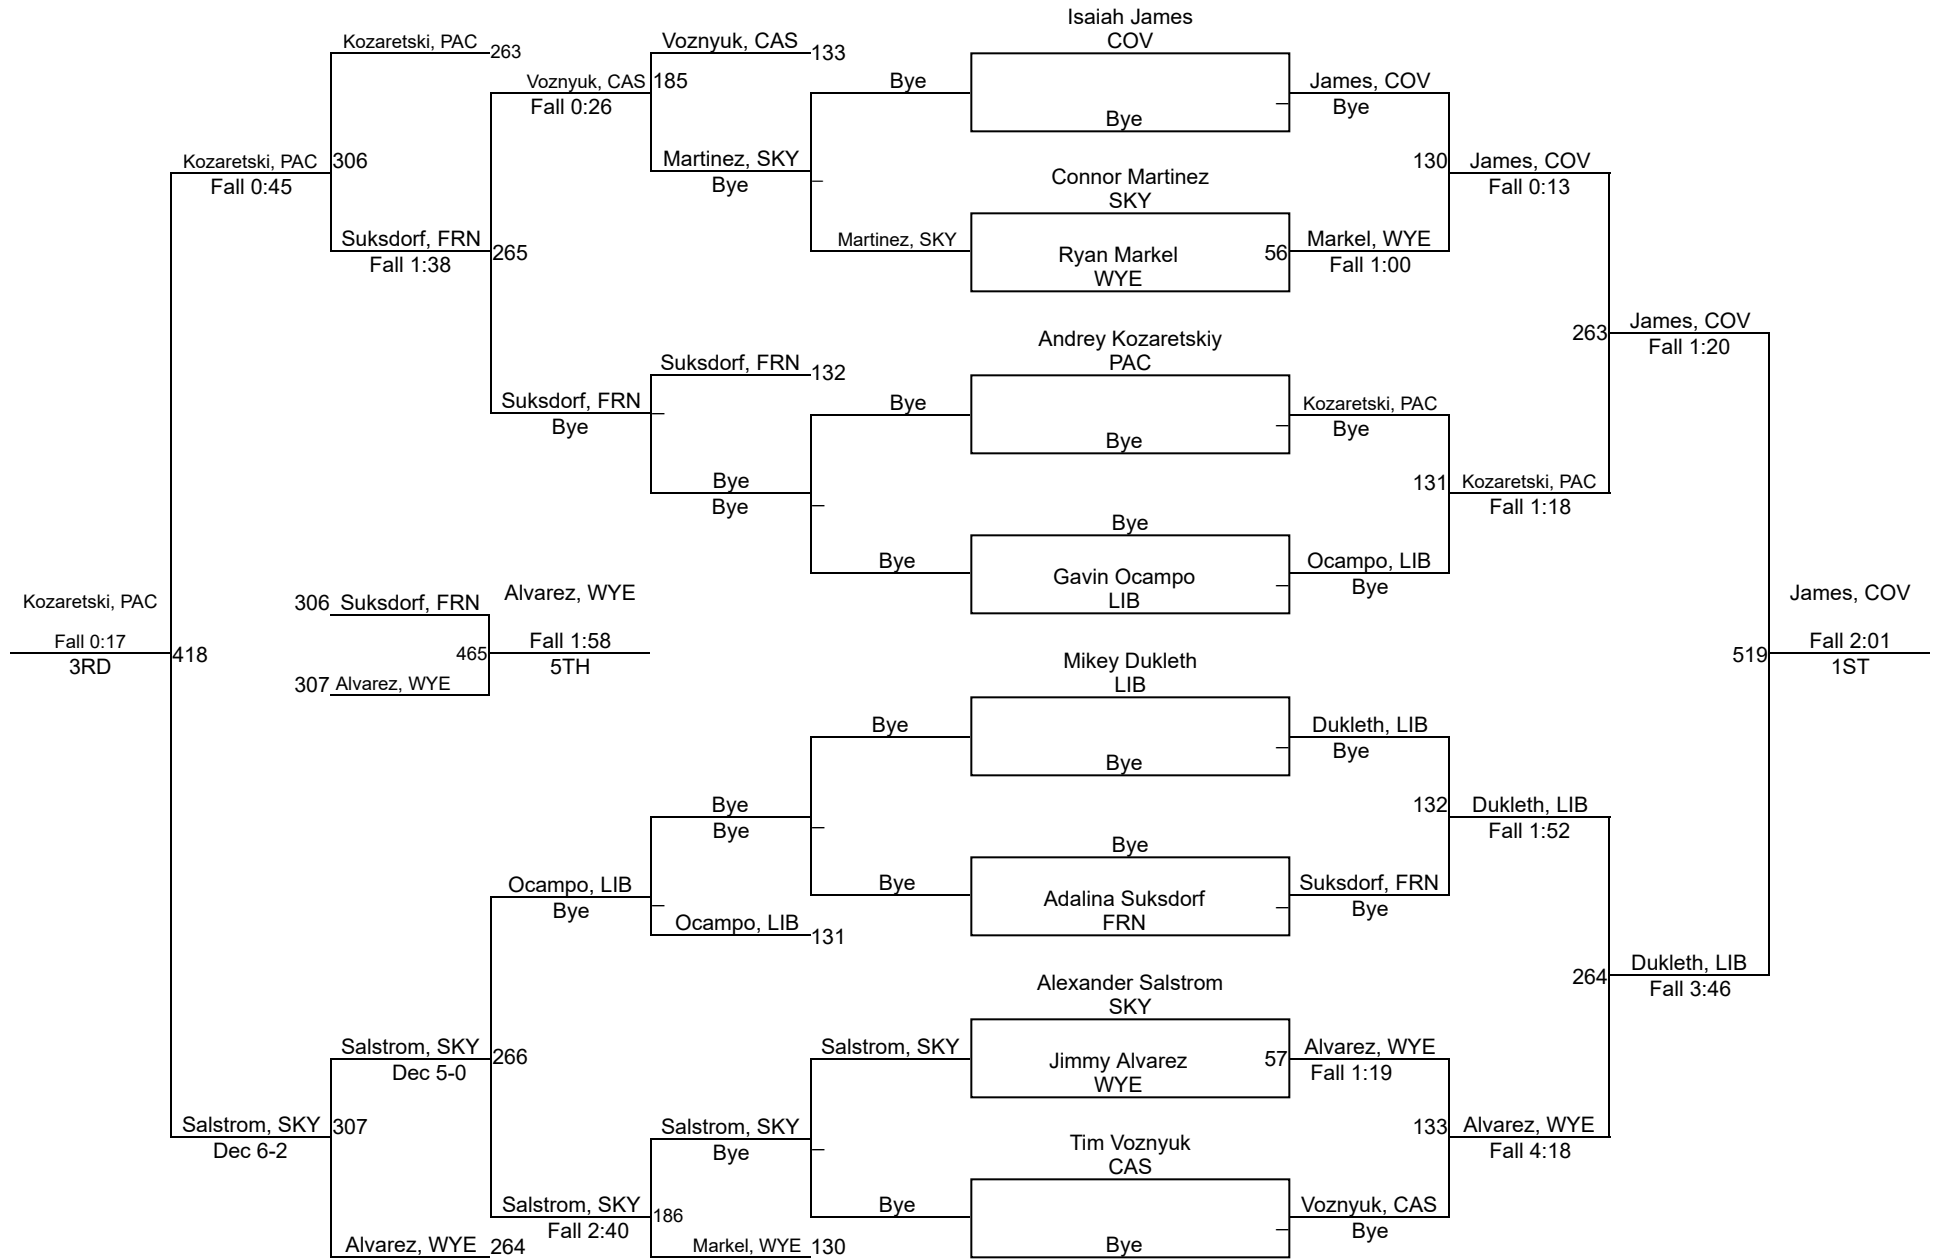 Isaiah James
COV
Kozaretski, PAC
263
Voznyuk, CAS
133
Voznyuk, CAS
185
Fall 0:26
Bye
James, COV
Bye
Bye
Martinez, SKY
Bye
Kozaretski, PAC
306
Fall 0:45
130
James, COV
Fall 0:13
Connor Martinez
SKY
Suksdorf, FRN
265
Fall 1:38
Martinez, SKY
Ryan Markel
WYE
56
Markel, WYE
Fall 1:00
263
James, COV
Fall 1:20
Andrey Kozaretskiy
PAC
Suksdorf, FRN
132
Suksdorf, FRN
Bye
Bye
Kozaretski, PAC
Bye
Bye
Bye
Bye
131
Kozaretski, PAC
Fall 1:18
Bye
Bye
Gavin Ocampo
LIB
Ocampo, LIB
Bye
Kozaretski, PAC
Fall 0:17
3RD
418
306
Suksdorf, FRN
307
Alvarez, WYE
465
Alvarez, WYE
Fall 1:58
5TH
James, COV
519
Fall 2:01
1ST
Mikey Dukleth
LIB
Bye
Bye
Dukleth, LIB
Bye
Bye
Bye
132
Dukleth, LIB
Fall 1:52
Bye
Ocampo, LIB
Bye
Bye
Adalina Suksdorf
FRN
Suksdorf, FRN
Bye
Ocampo, LIB
131
264
Dukleth, LIB
Fall 3:46
Alexander Salstrom
SKY
Salstrom, SKY
266
Dec 5-0
Salstrom, SKY
Jimmy Alvarez
WYE
57
Alvarez, WYE
Fall 1:19
Salstrom, SKY
307
Dec 6-2
Salstrom, SKY
Bye
133
Alvarez, WYE
Fall 4:18
Tim Voznyuk
CAS
Salstrom, SKY
186
Fall 2:40
Bye
Bye
Voznyuk, CAS
Bye
Alvarez, WYE
264
Markel, WYE
130